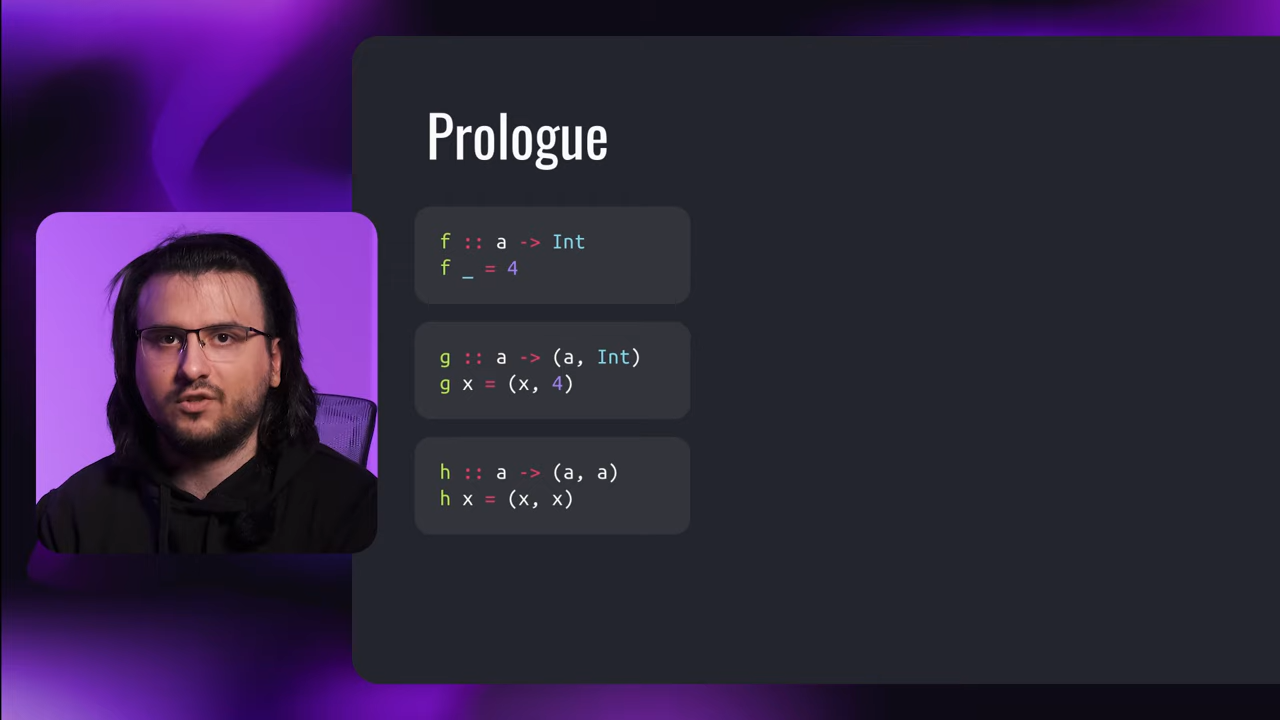 Prologue
f :: a -> Int
f _ = 4
g :: a -> (a, Int)
g x = (x, 4)
h :: a -> (a, a)
h x = (x, x)